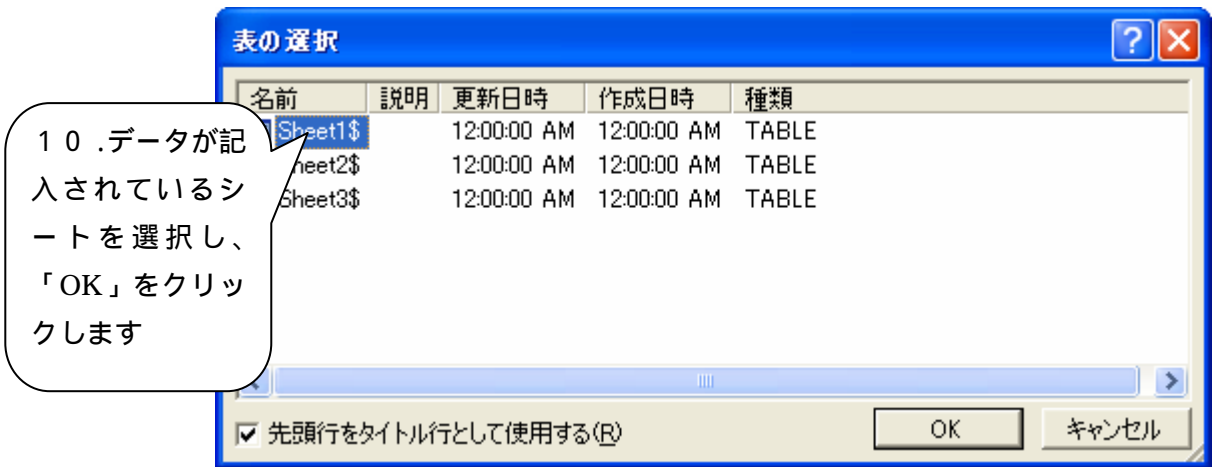 表の選択
名前 説明 更新日時 作成日時 種類
Sheet1$ 12:00:00 AM 12:00:00 AM TABLE
heet2$ 12:00:00 AM 12:00:00 AM TABLE
Sheet3$ 12:00:00 AM 12:00:00 AM TABLE
１０.データが記
入されているシ
ートを選択し、
「OK」をクリッ
クします
先頭行をタイトル行として使用する(R)
OK キャンセル